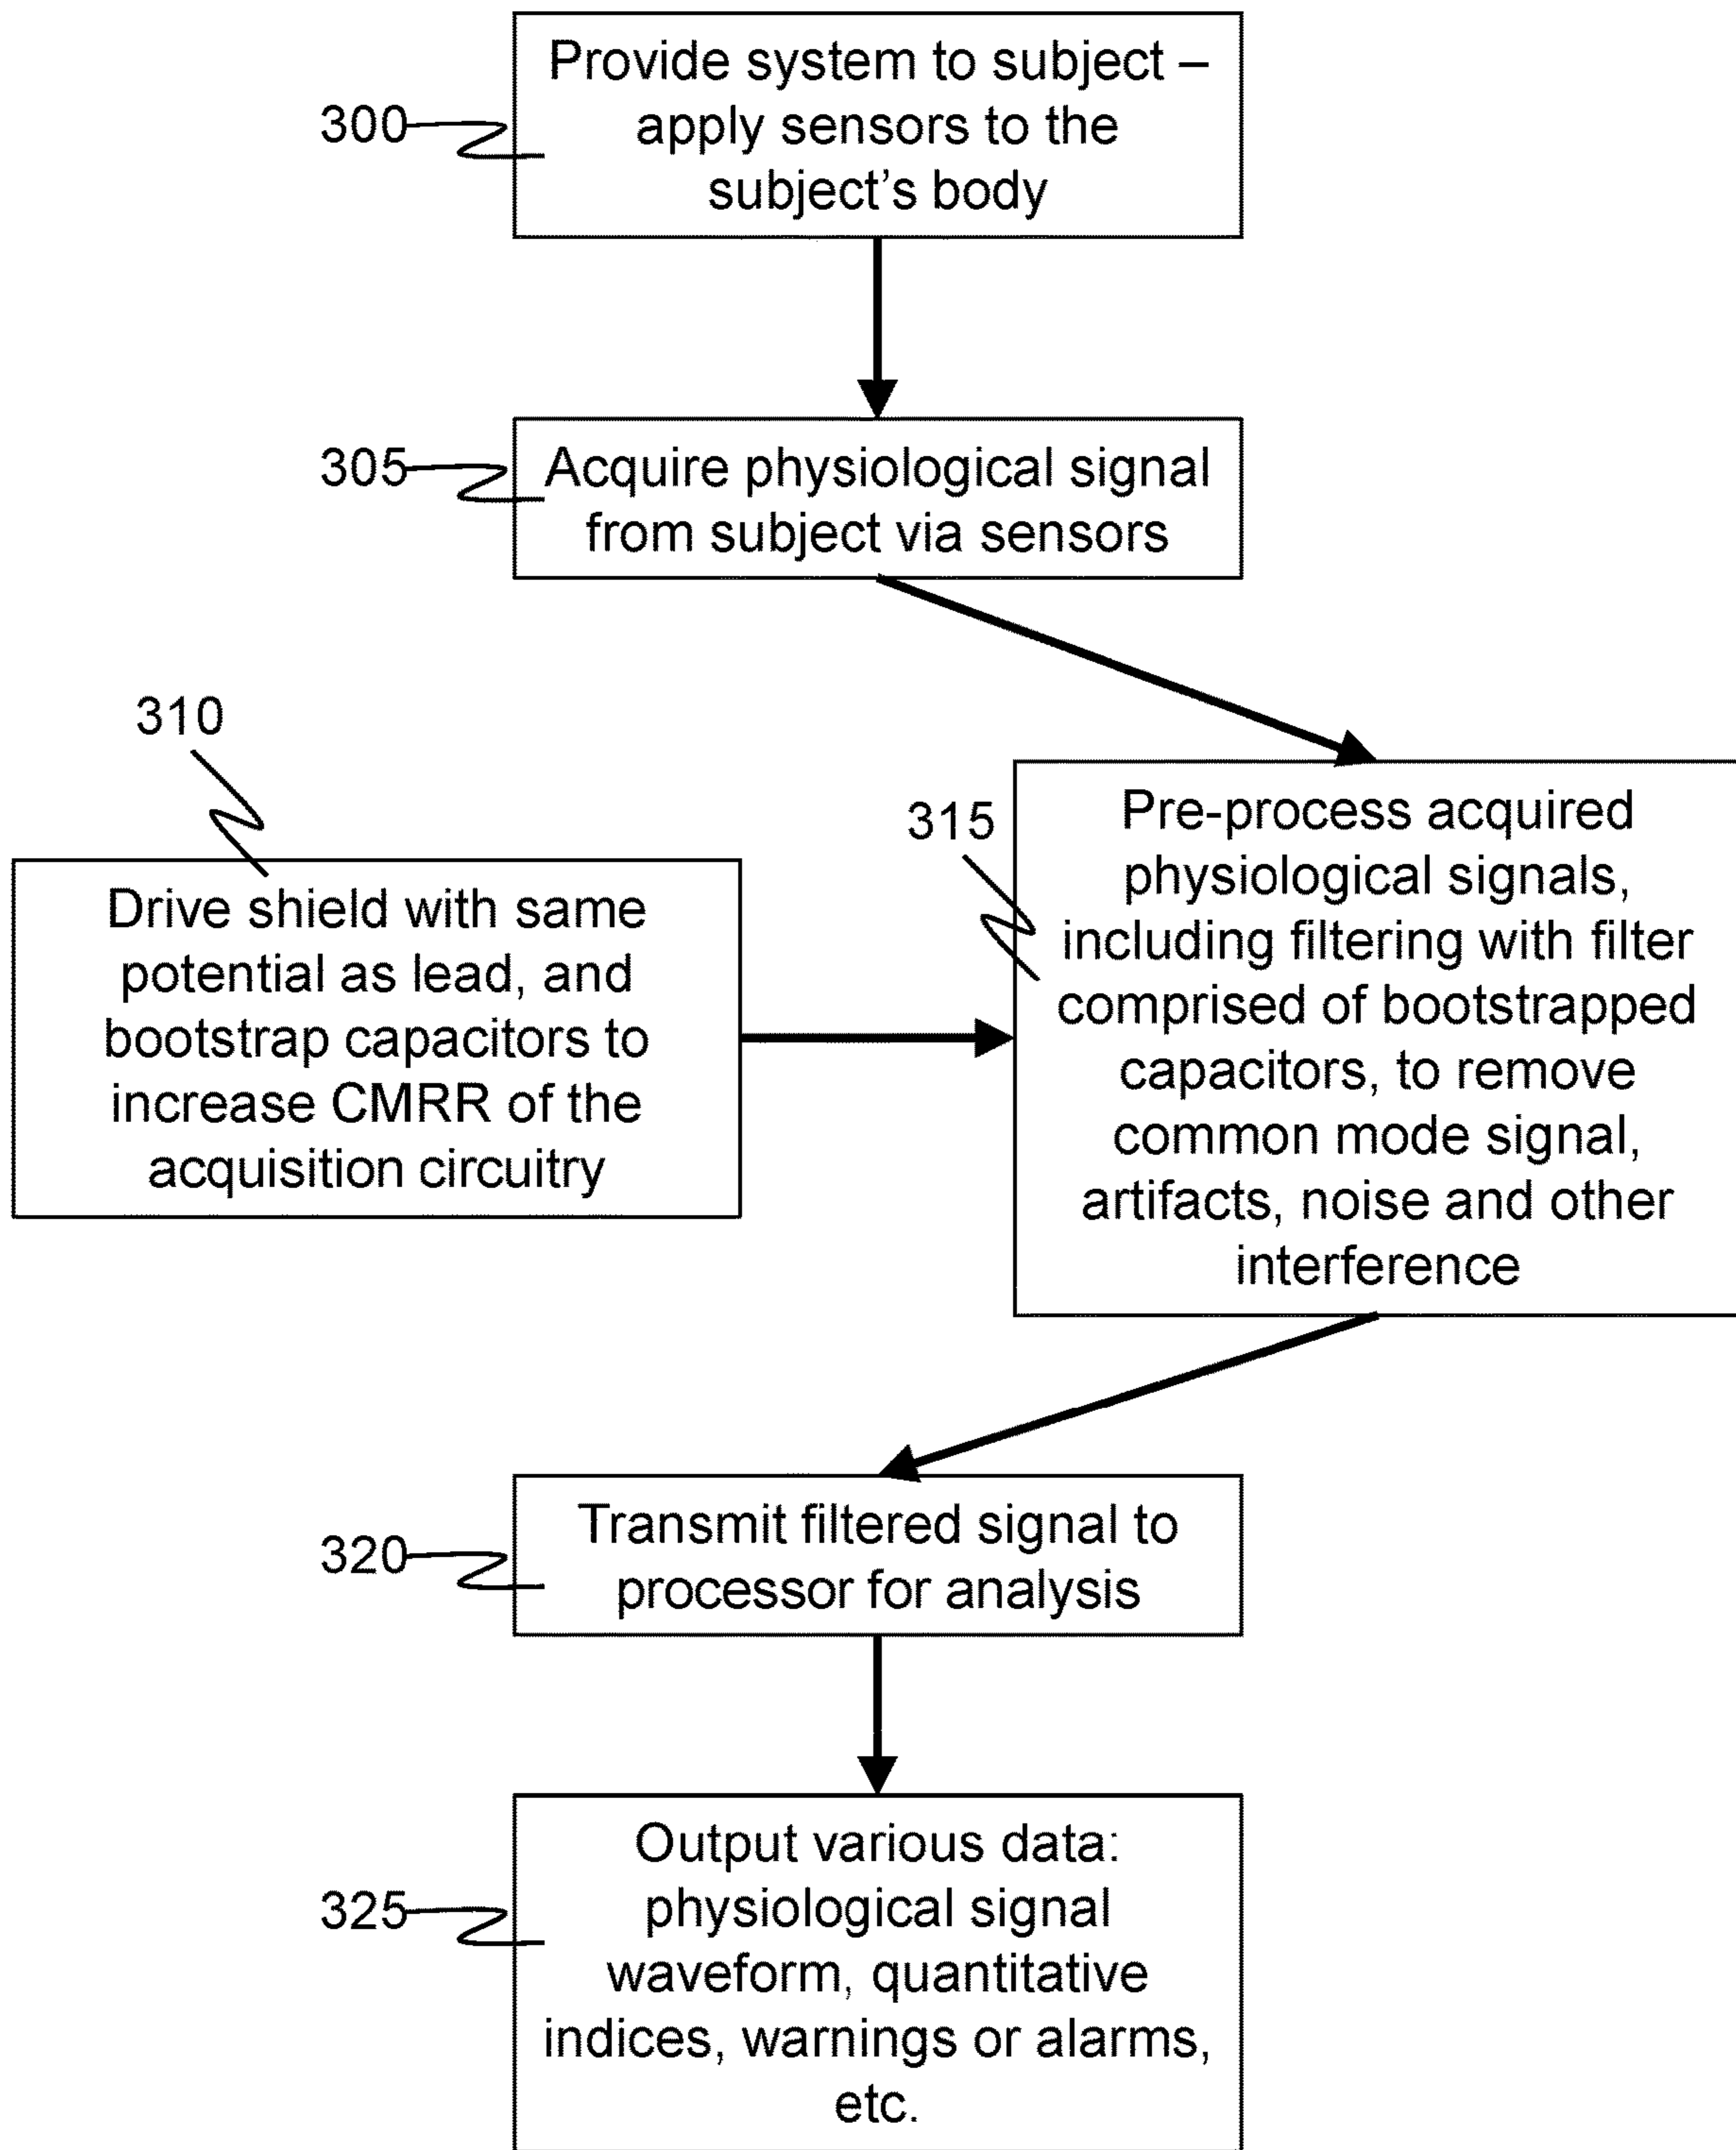 300
Provide system to subject –
apply sensors to the
subject's body
305
Acquire physiological signal
from subject via sensors
310
Drive shield with same
potential as lead, and
bootstrap capacitors to
increase CMRR of the
acquisition circuitry
315
Pre-process acquired
physiological signals,
including filtering with filter
comprised of bootstrapped
capacitors, to remove
common mode signal,
artifacts, noise and other
interference
320
Transmit filtered signal to
processor for analysis
325
Output various data:
physiological signal
waveform, quantitative
indices, warnings or alarms,
etc.